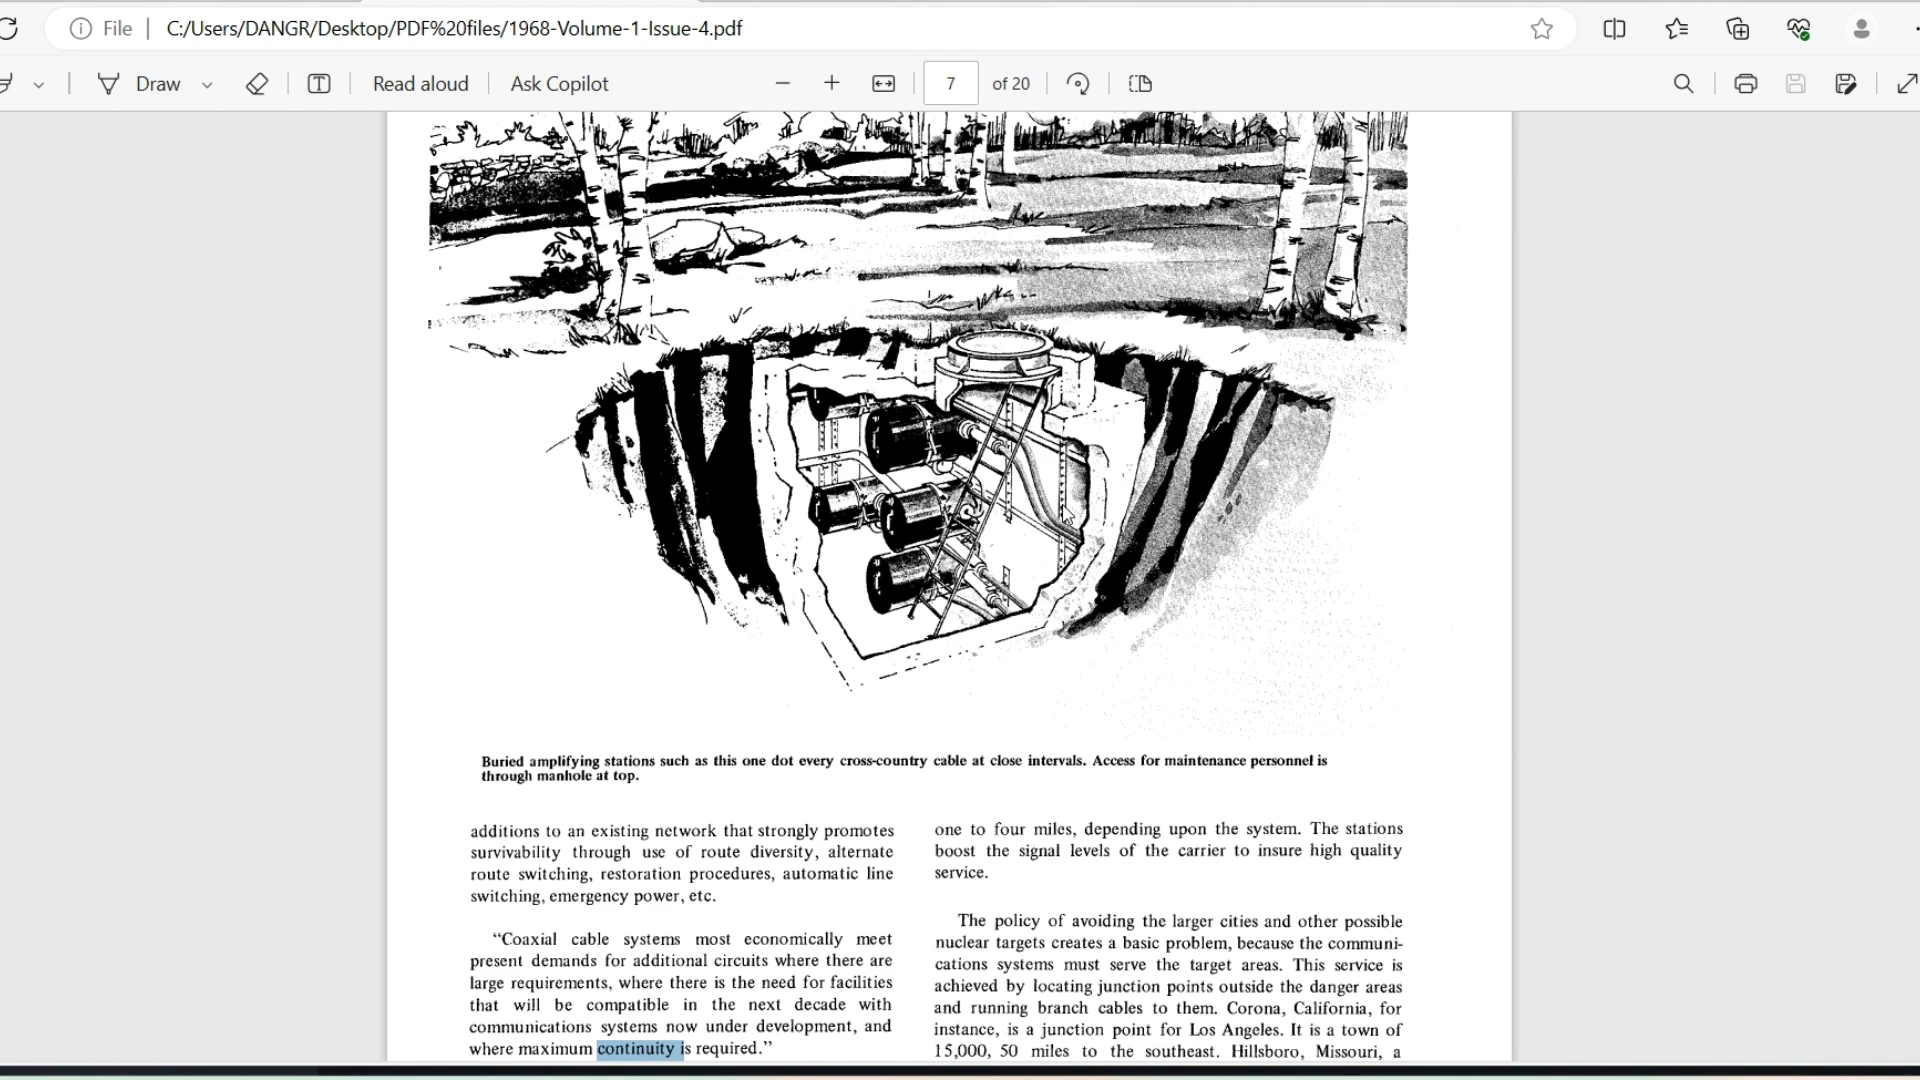 File
C:/Users/DANGR/Desktop/PDF%20files/1968-Volume-1-Issue-4.pdf
Draw
Read aloud
Ask Copilot
7
of 20
Buried amplifying stations such as this one dot every cross-country cable at close intervals. Access for maintenance personnel is
through manhole at top.
additions to an existing network that strongly promotes
survivability through use of route diversity, alternate
route switching, restoration procedures, automatic line
switching, emergency power, etc.
“Coaxial cable systems most economically meet
present demands for additional circuits where there are
large requirements, where there is the need for facilities
that will be compatible in the next decade with
communications systems now under development, and
where maximum continuity is required.”
one to four miles, depending upon the system. The stations
boost the signal levels of the carrier to insure high quality
service.
The policy of avoiding the larger cities and other possible
nuclear targets creates a basic problem, because the communi-
cations systems must serve the target areas. This service is
achieved by locating junction points outside the danger areas
and running branch cables to them. Corona, California, for
instance, is a junction point for Los Angeles. It is a town of
15,000, 50 miles to the southeast. Hillsboro, Missouri, a